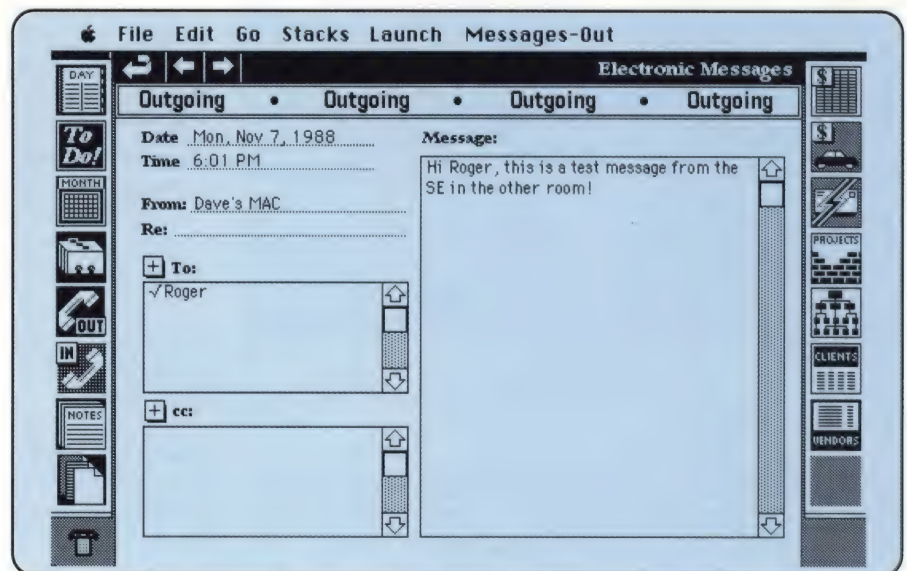 File Edit Go Stacks Launch Messages-Out
Electronic Messages
Outgoing • Outgoing • Outgoing • Outgoing
Date Mon, Nov 7, 1988
Time 6:01 PM
From: Dave's MAC
Re:
+ To:
√Roger
+ cc:
Message:
Hi Roger, this is a test message from the
SE in the other room!
DAY
To
Do!
MONTH
OUT
IN
NOTES
$
$
PROJECTS
CLIENTS
VENDORS